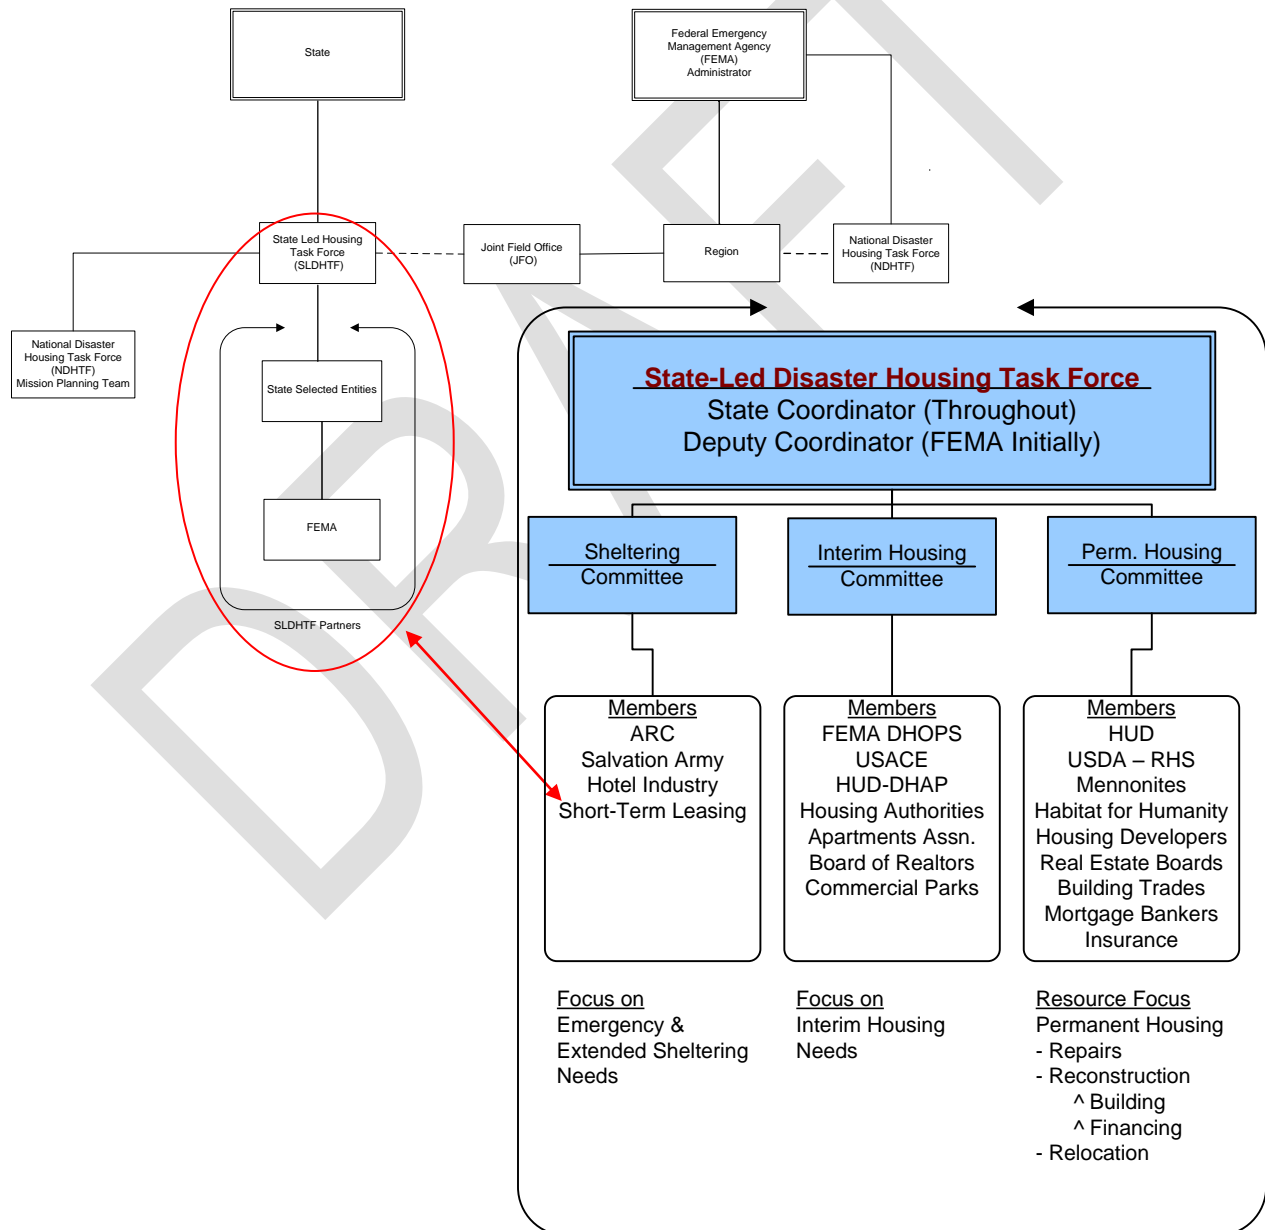 State
Federal Emergency
Management Agency
(FEMA)
Administrator
State Led Housing
Task Force
(SLDHTF)
Joint Field Office
(JFO)
Region
National Disaster
Housing Task Force
(NDHTF)
National Disaster
Housing Task Force
(NDHTF)
Mission Planning Team
State Selected Entities
FEMA
SLDHTF Partners
State-Led Disaster Housing Task Force
State Coordinator (Throughout)
Deputy Coordinator (FEMA Initially)
Sheltering
Committee
Interim Housing
Committee
Perm. Housing
Committee
Members
ARC
Salvation Army
Hotel Industry
Short-Term Leasing
Members
FEMA DHOPS
USACE
HUD-DHAP
Housing Authorities
Apartments Assn.
Board of Realtors
Commercial Parks
Members
HUD
USDA – RHS
Mennonites
Habitat for Humanity
Housing Developers
Real Estate Boards
Building Trades
Mortgage Bankers
Insurance
Focus on
Emergency &
Extended Sheltering
Needs
Focus on
Interim Housing
Needs
Resource Focus
Permanent Housing
- Repairs
- Reconstruction
^ Building
^ Financing
- Relocation
DRAFT